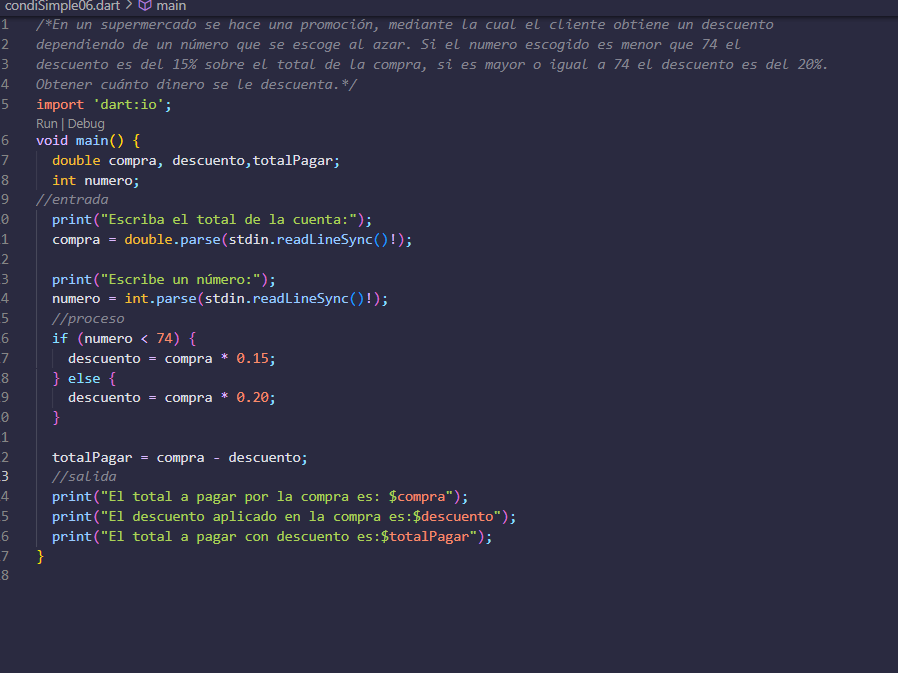 condiSimple06.dart > main
1 /*En un supermercado se hace una promoción, mediante la cual el cliente obtiene un descuento
2 dependiendo de un número que se escoge al azar. Si el numero escogido es menor que 74 el
3 descuento es del 15% sobre el total de la compra, si es mayor o igual a 74 el descuento es del 20%.
4 Obtener cuánto dinero se le descuenta.*/
5 import 'dart:io';
Run | Debug
6 void main() {
7 double compra, descuento,totalPagar;
8 int numero;
9 //entrada
0 print("Escriba el total de la cuenta:");
1 compra = double.parse(stdin.readLineSync()!);
2
3 print("Escribe un número:");
4 numero = int.parse(stdin.readLineSync()!);
5 //proceso
6 if (numero < 74) {
7 descuento = compra * 0.15;
8 } else {
9 descuento = compra * 0.20;
0 }
1
2 totalPagar = compra - descuento;
3 //salida
4 print("El total a pagar por la compra es: $compra");
5 print("El descuento aplicado en la compra es:$descuento");
6 print("El total a pagar con descuento es:$totalPagar");
7 }
8